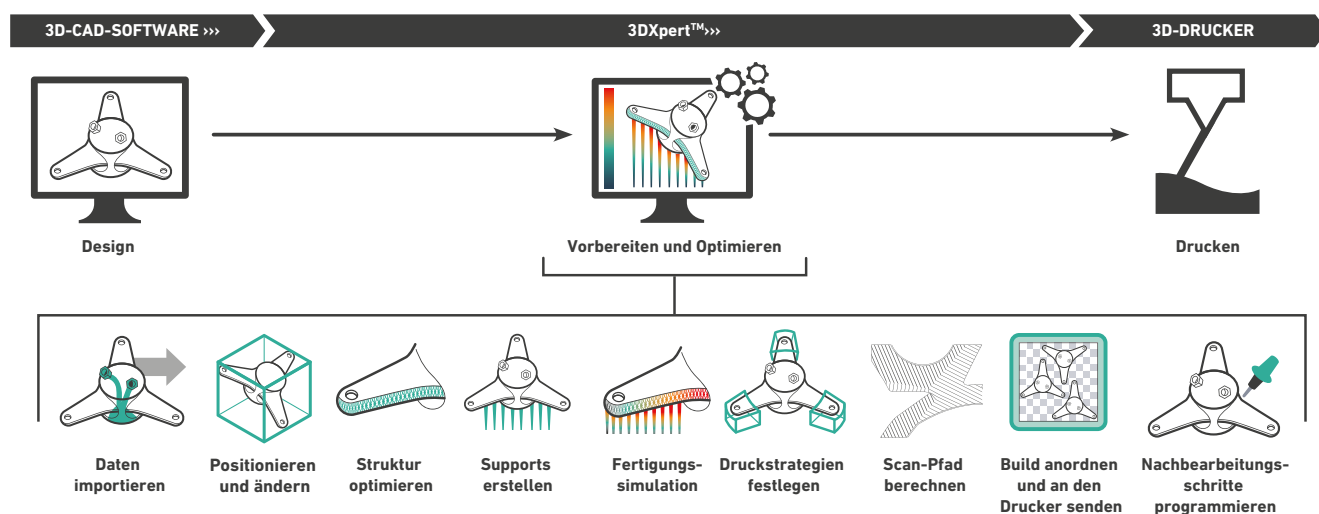 3D-CAD-SOFTWARE ›››
3DXpert™›››
3D-DRUCKER
Design
Vorbereiten und Optimieren
Drucken
Daten
importieren
Positionieren
und ändern
Struktur
optimieren
Supports
erstellen
Fertigungs-
simulation
Druckstrategien
festlegen
Scan-Pfad
berechnen
Build anordnen
und an den
Drucker senden
Nachbearbeitungs-
schritte
programmieren